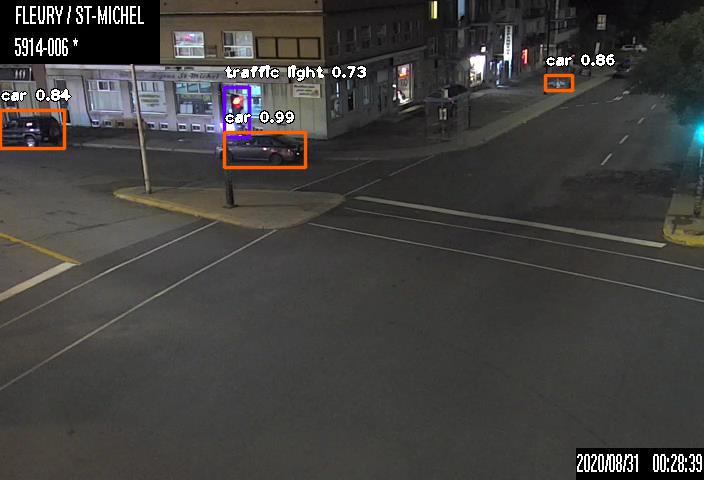 FLEURY / ST-MICHEL
5914-006 *
car 0.86
traffic light 0.73
car 0.84
car 0.99
2020/08/31 00:28:39